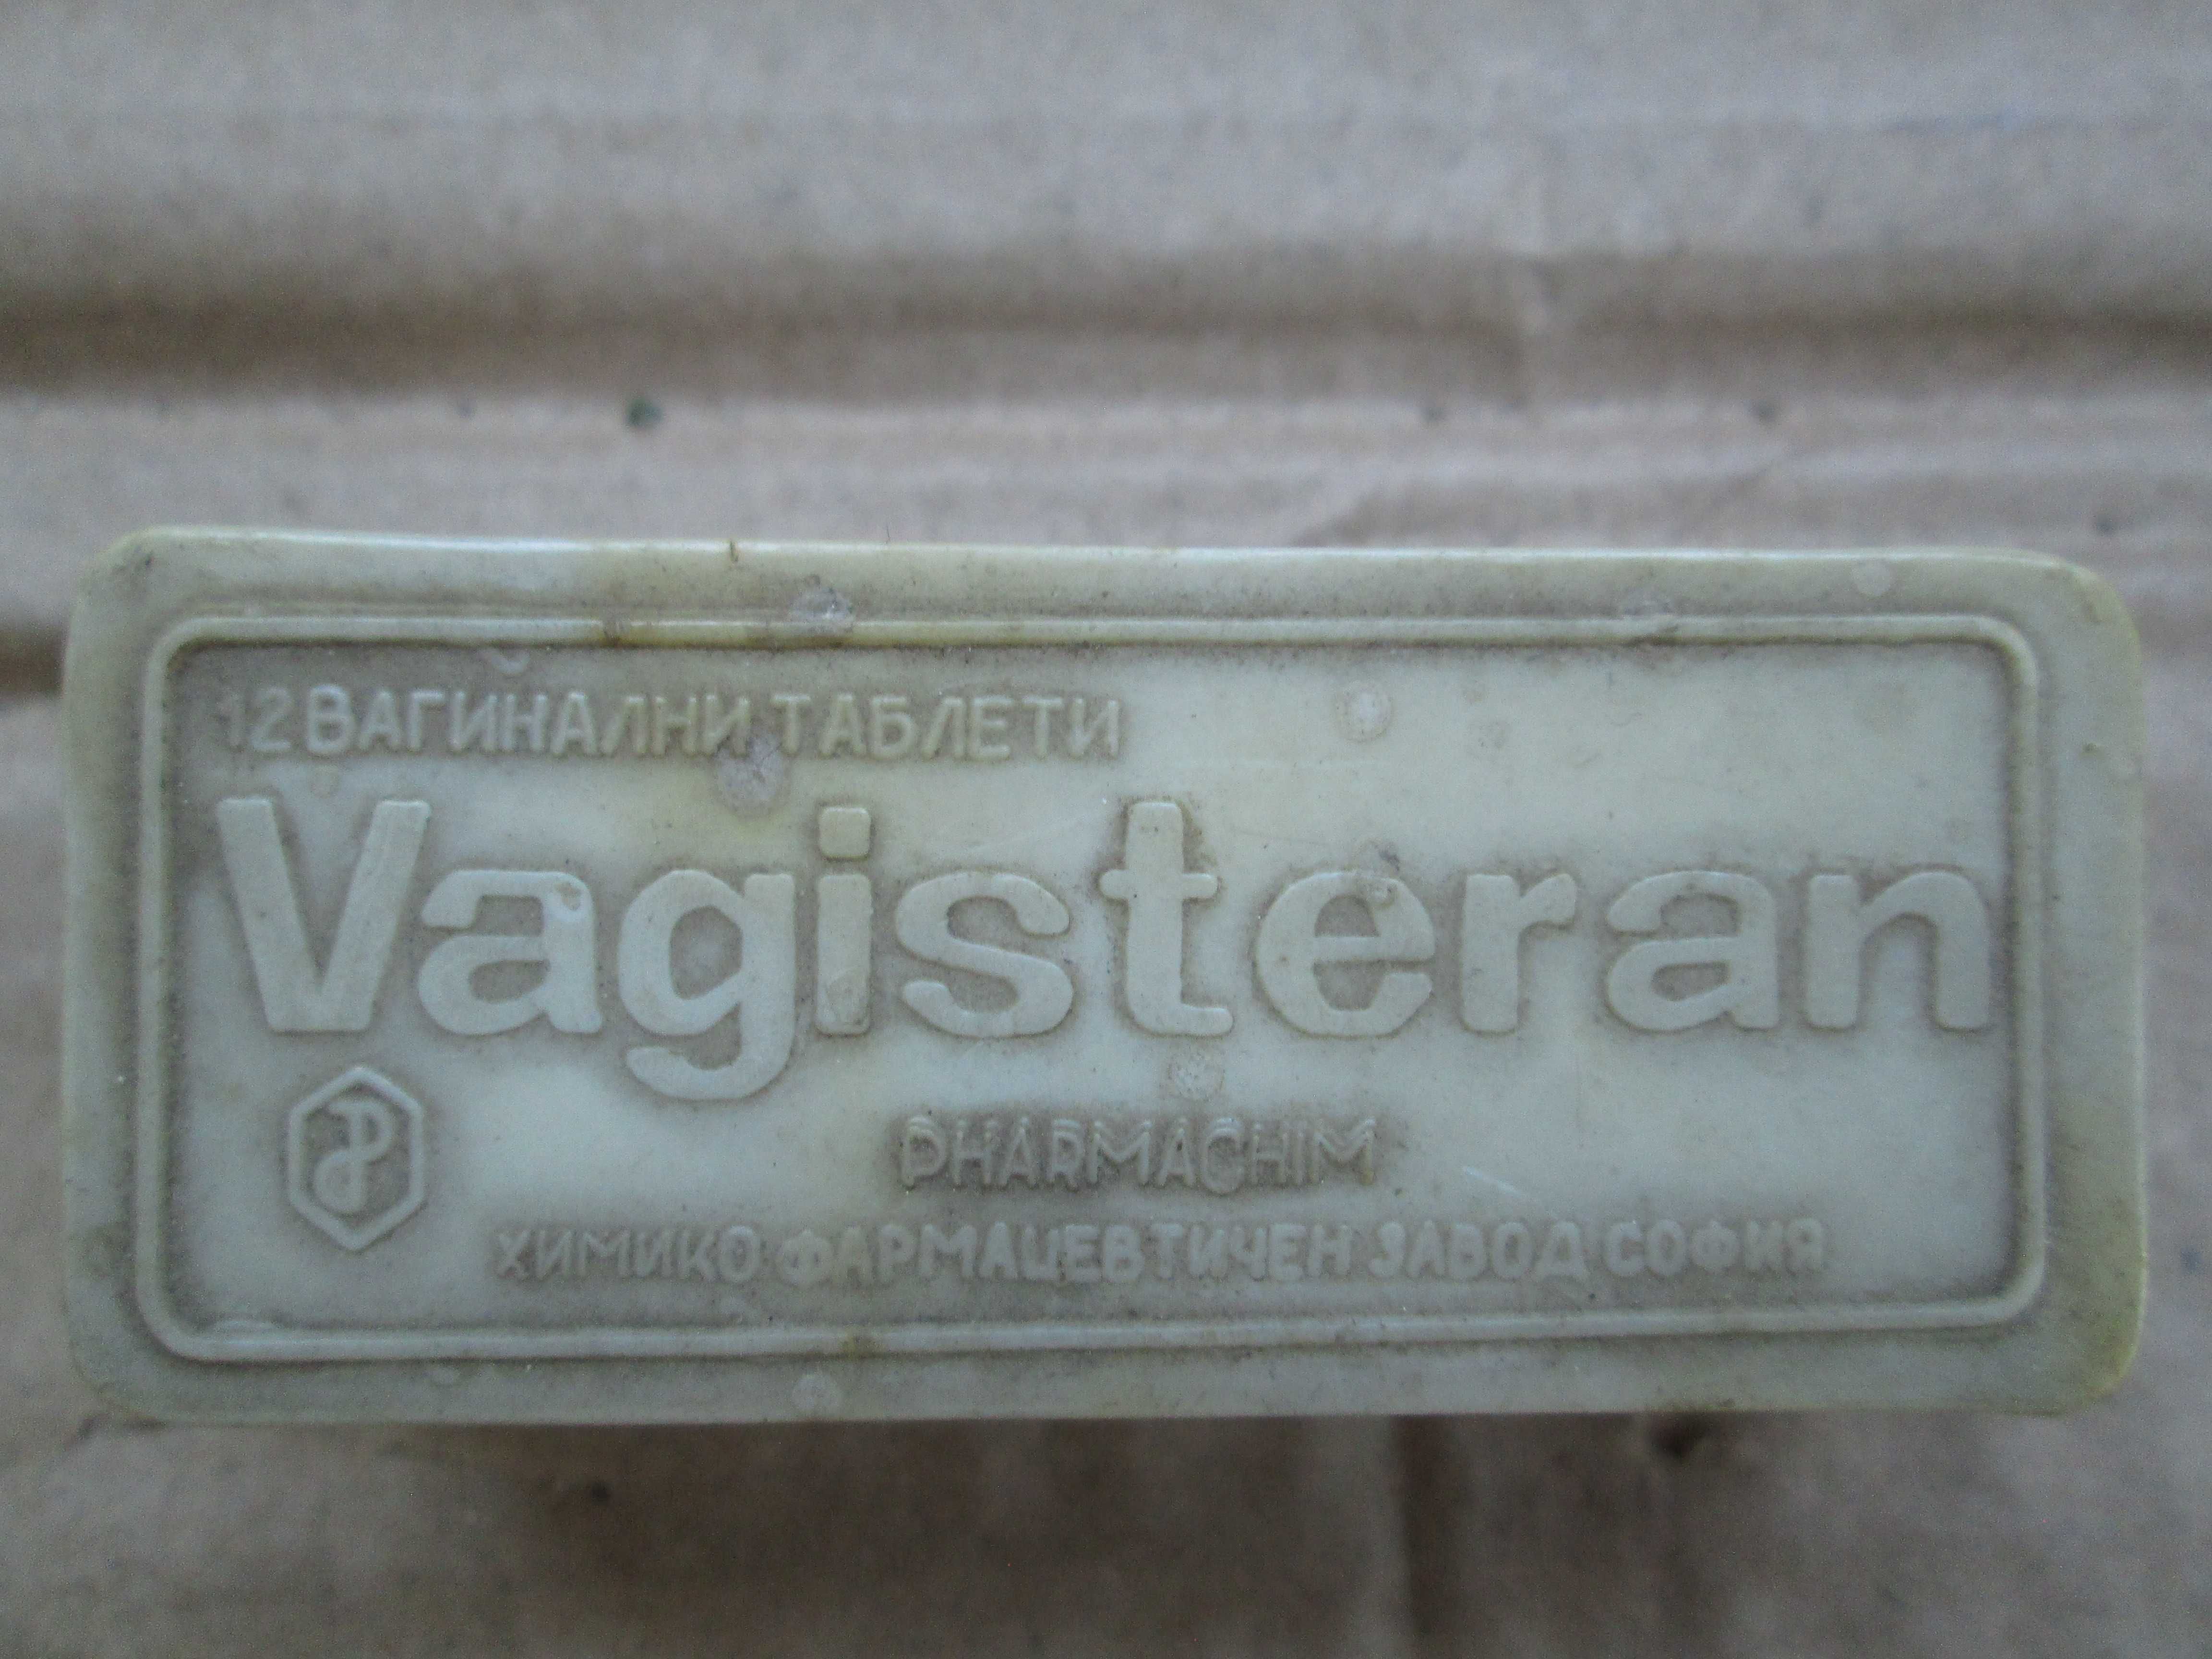 12 ВАГИНАЛНИ ТАБЛЕТИ
Vagisteran
PHARMACHIM
ХИМИКО ФАРМАЦЕВТИЧЕН ЗАВОД СОФИЯ